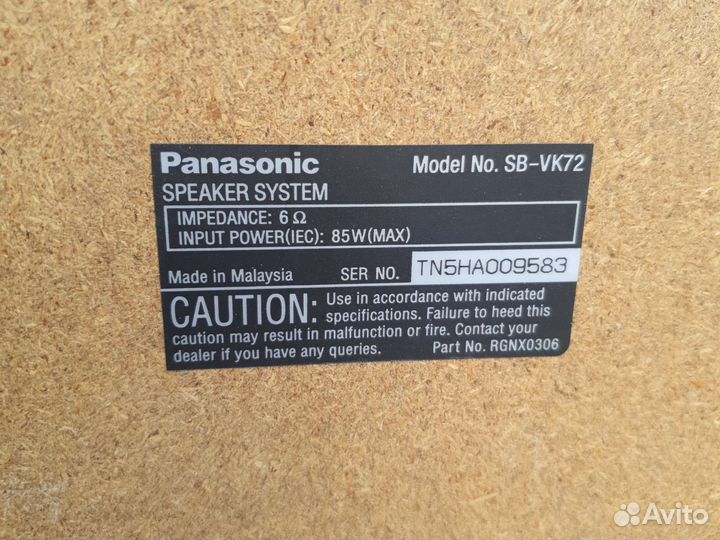 Panasonic Model No. SB-VK72
SPEAKER SYSTEM
IMPEDANCE: 6 Ω
INPUT POWER(IEC): 85W(MAX)
Made in Malaysia SER NO. TN5HA009583
CAUTION: Use in accordance with indicated
specifications. Failure to heed this
caution may result in malfunction or fire. Contact your
dealer if you have any queries. Part No. RGNX0306
Avito